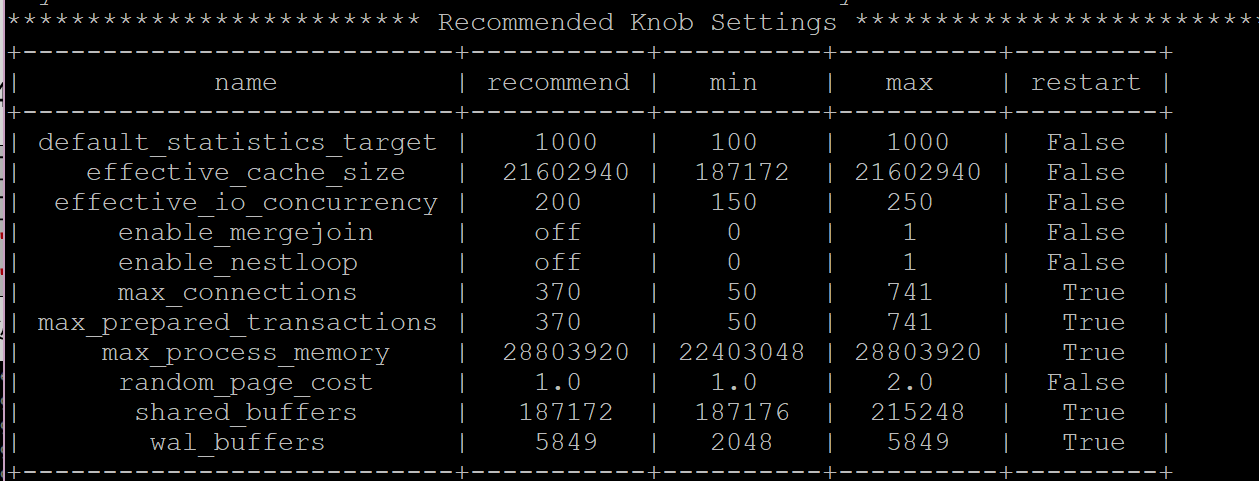 **************************** Recommended Knob Settings ****************************
+---------------------------+-----------+----------+----------+---------+
| name | recommend | min | max | restart |
+---------------------------+-----------+----------+----------+---------+
| default_statistics_target | 1000 | 100 | 1000 | False |
| effective_cache_size | 21602940 | 187172 | 21602940 | False |
| effective_io_concurrency | 200 | 150 | 250 | False |
| enable_mergejoin | off | 0 | 1 | False |
| enable_nestloop | off | 0 | 1 | False |
| max_connections | 370 | 50 | 741 | True |
| max_prepared_transactions | 370 | 50 | 741 | True |
| max_process_memory | 28803920 | 22403048 | 28803920 | True |
| random_page_cost | 1.0 | 1.0 | 2.0 | False |
| shared_buffers | 187172 | 187176 | 215248 | True |
| wal_buffers | 5849 | 2048 | 5849 | True |
+---------------------------+-----------+----------+----------+---------+